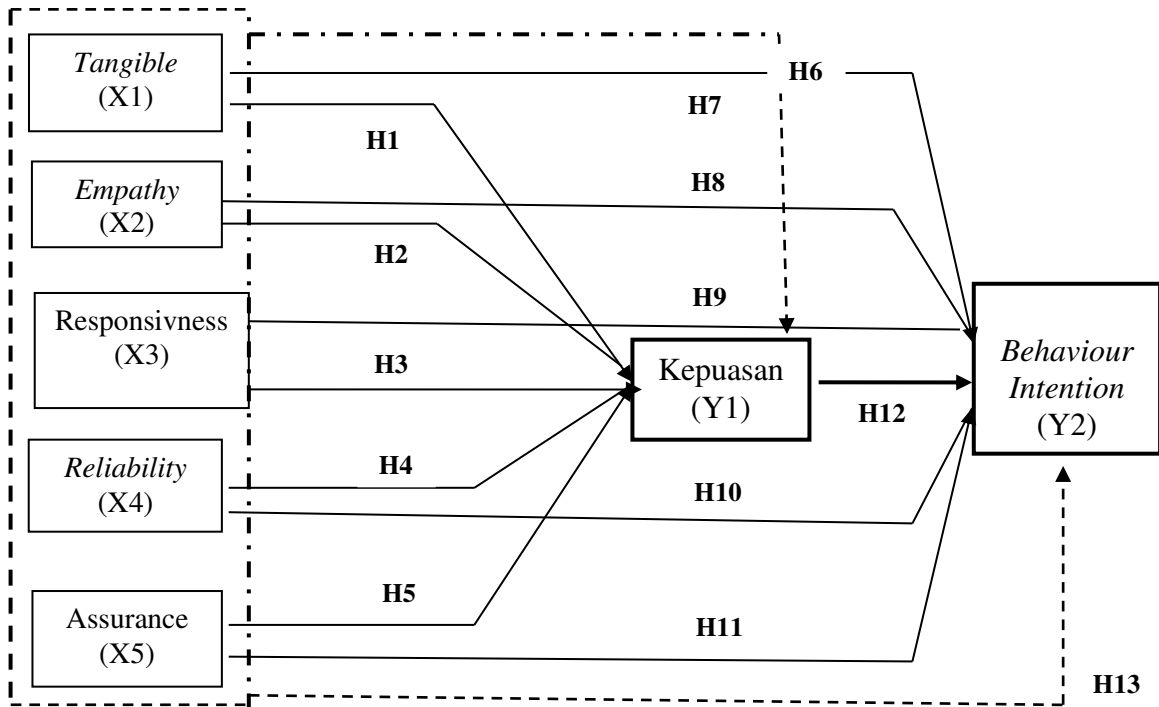 Tangible
(X1)
H6
H7
H1
Empathy
(X2)
H8
H2
Responsivness
(X3)
H9
H3
Kepuasan
(Y1)
H12
Behaviour
Intention
(Y2)
Reliability
(X4)
H4
H10
Assurance
(X5)
H5
H11
H13